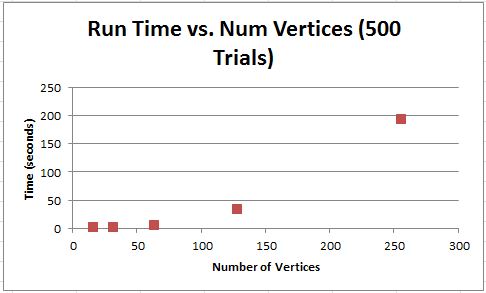 Run Time vs. Num Vertices (500
Trials)
250
200
150
100
50
0
Time (seconds)
0 50 100 150 200 250 300
Number of Vertices